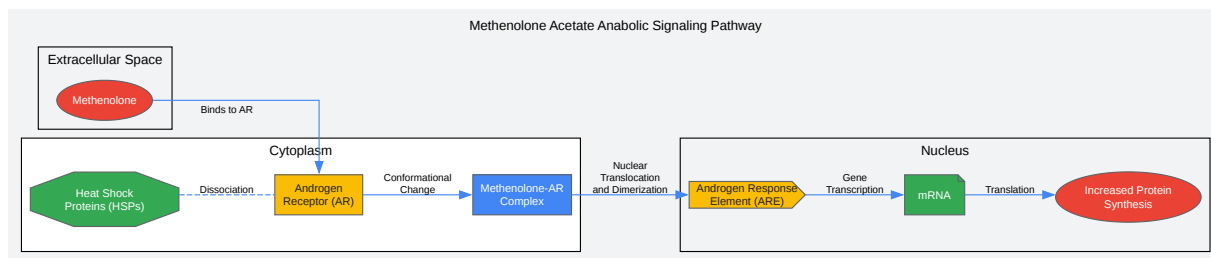 Methenolone Acetate Anabolic Signaling Pathway
Extracellular Space
Methenolone
Binds to AR
Cytoplasm
Heat Shock
Proteins (HSPs)
Dissociation
Androgen
Receptor (AR)
Conformational
Change
Methenolone-AR
Complex
Nuclear
Translocation
and Dimerization
Nucleus
Androgen Response
Element (ARE)
Gene
Transcription
mRNA
Translation
Increased Protein
Synthesis